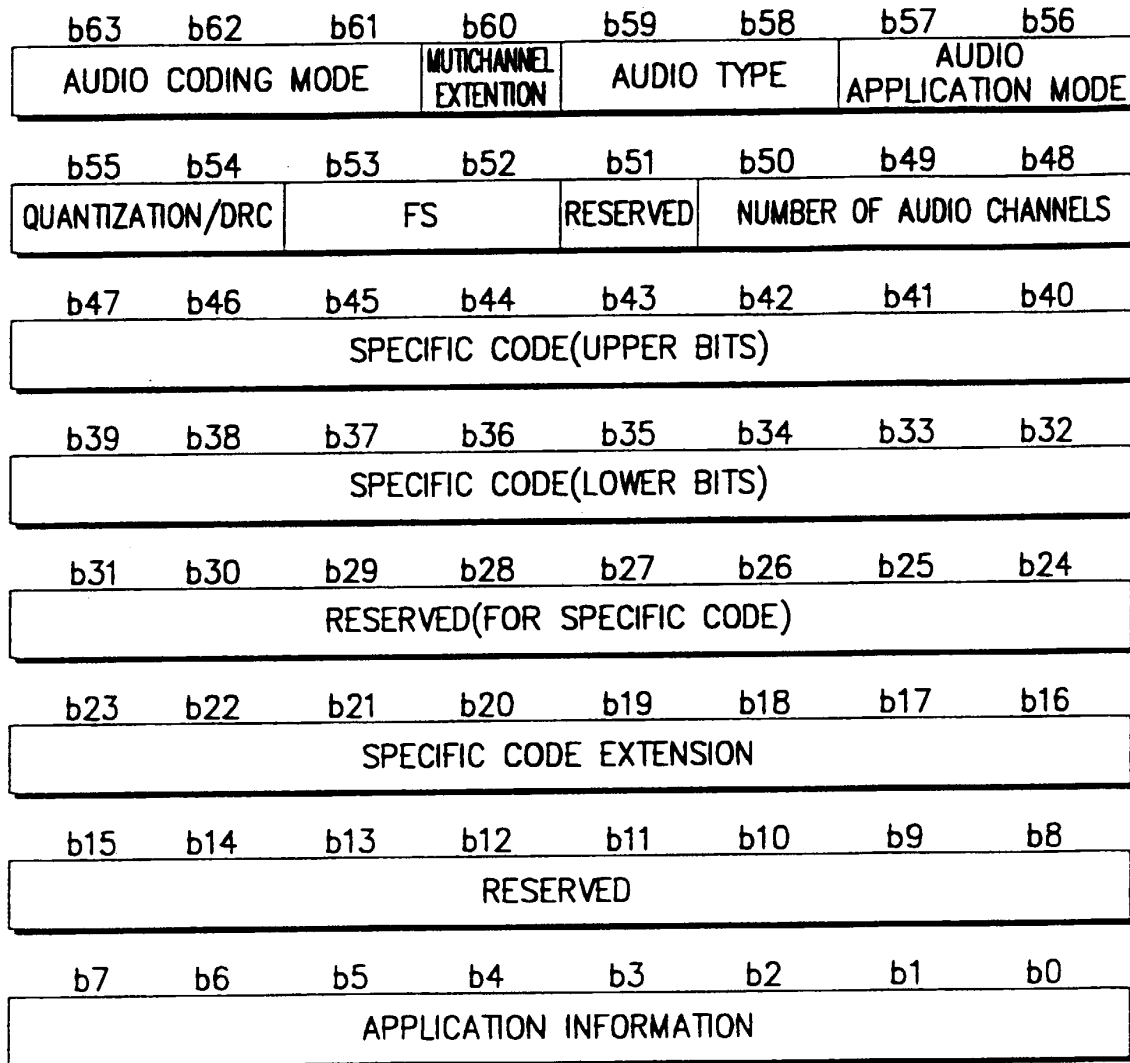 b63 b62 b61 b60 b59 b58 b57 b56
AUDIO CODING MODE
MUTICHANNEL
EXTENTION
AUDIO TYPE
AUDIO
APPLICATION MODE
b55 b54 b53 b52 b51 b50 b49 b48
QUANTIZATION/DRC FS RESERVED NUMBER OF AUDIO CHANNELS
b47 b46 b45 b44 b43 b42 b41 b40
SPECIFIC CODE(UPPER BITS)
b39 b38 b37 b36 b35 b34 b33 b32
SPECIFIC CODE(LOWER BITS)
b31 b30 b29 b28 b27 b26 b25 b24
RESERVED(FOR SPECIFIC CODE)
b23 b22 b21 b20 b19 b18 b17 b16
SPECIFIC CODE EXTENSION
b15 b14 b13 b12 b11 b10 b9 b8
RESERVED
b7 b6 b5 b4 b3 b2 b1 b0
APPLICATION INFORMATION